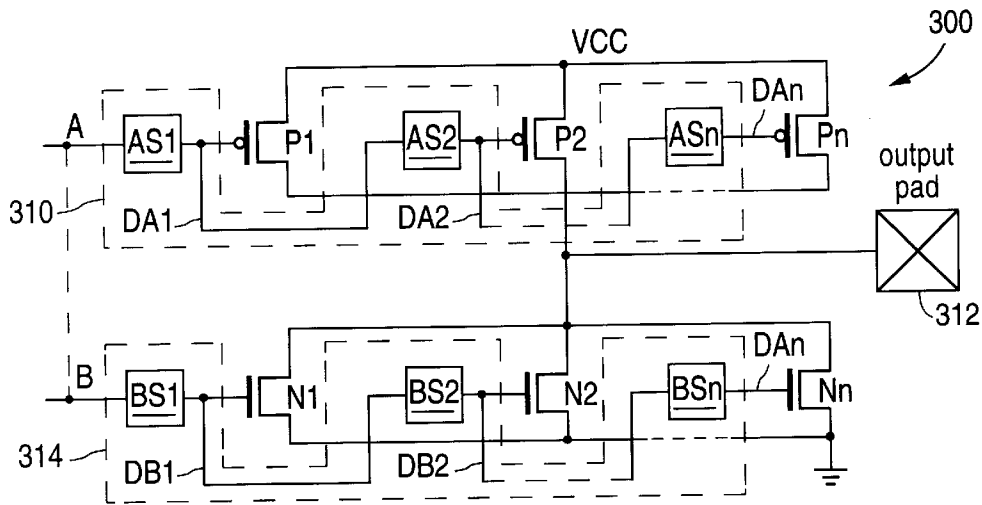 300
VCC
DAn
A
AS1
P1
AS2
P2
ASn
Pn
output
pad
310
DA1
DA2
312
DAn
B
BS1
N1
BS2
N2
BSn
Nn
314
DB1
DB2